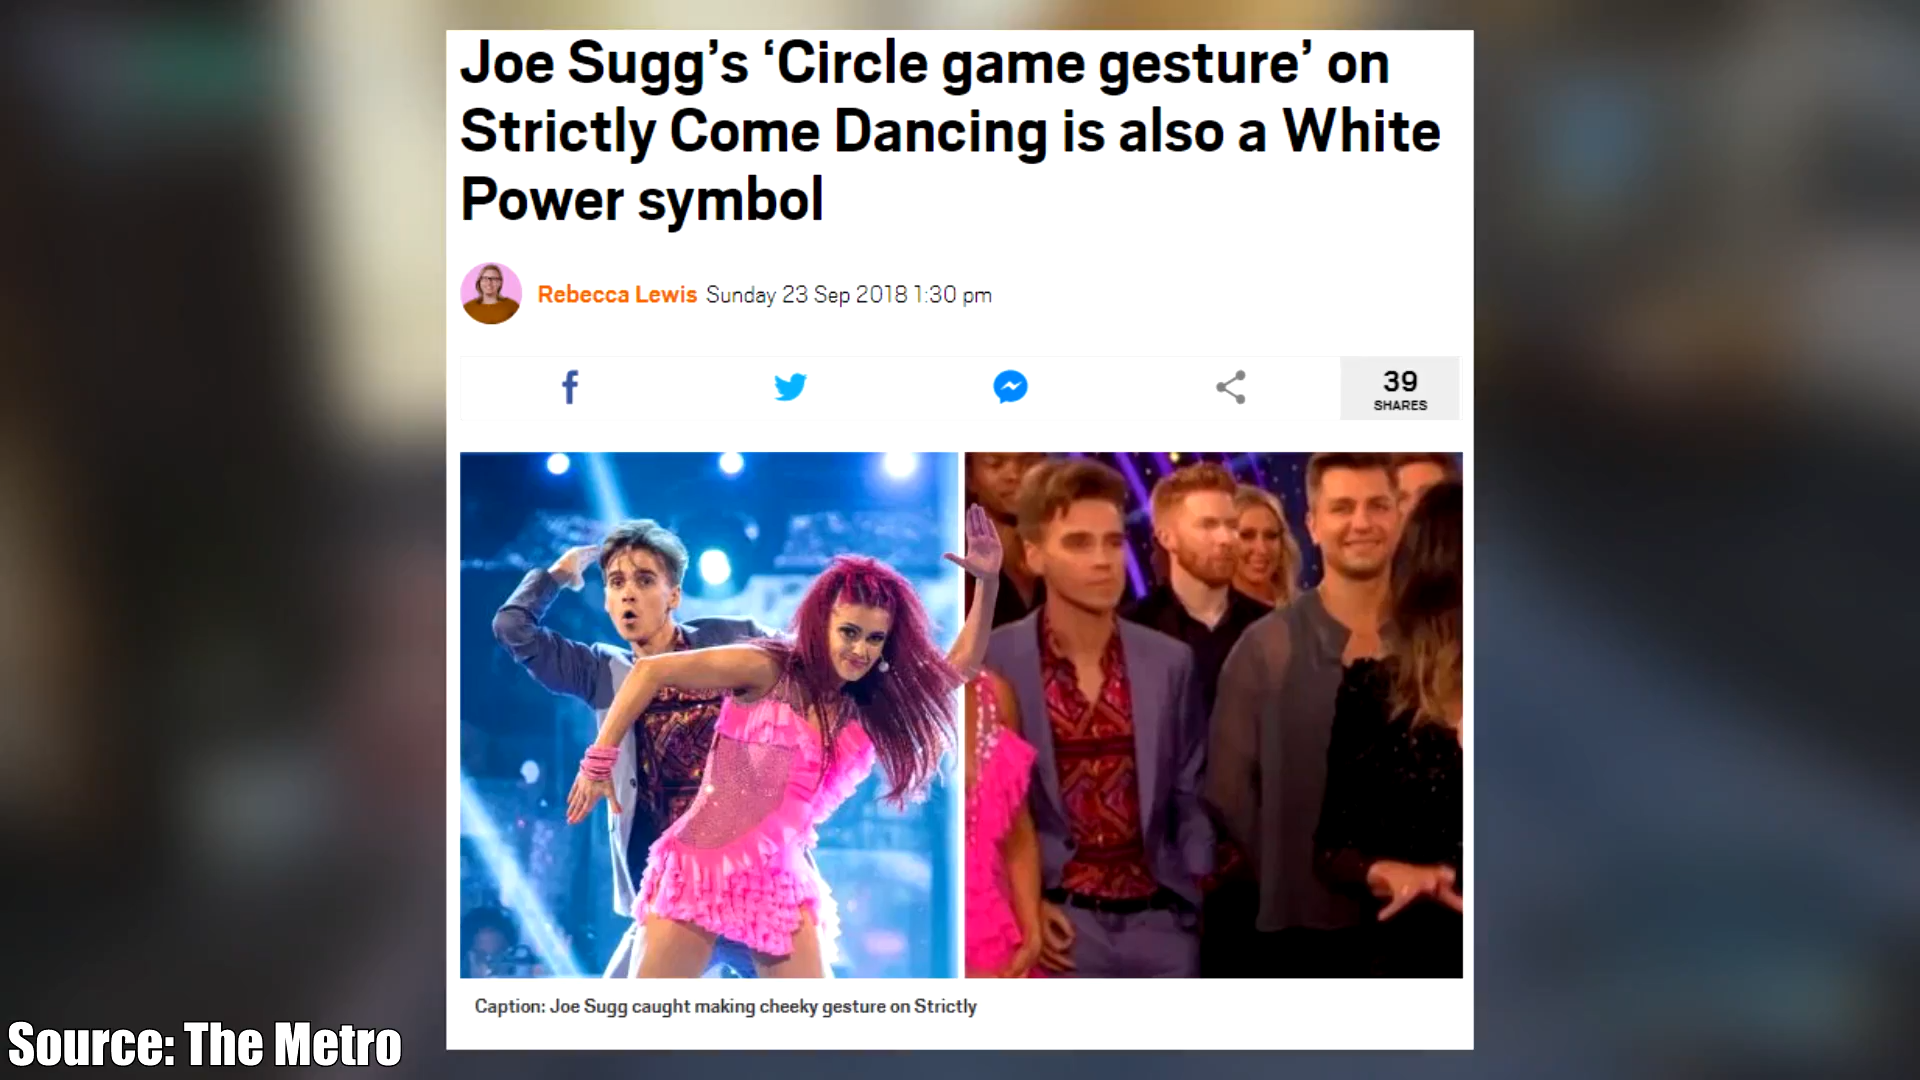 Joe Sugg’s ‘Circle game gesture’ on
Strictly Come Dancing is also a White
Power symbol
Rebecca Lewis Sunday 23 Sep 2018 1:30 pm
39
SHARES
Caption: Joe Sugg caught making cheeky gesture on Strictly
Source: The Metro